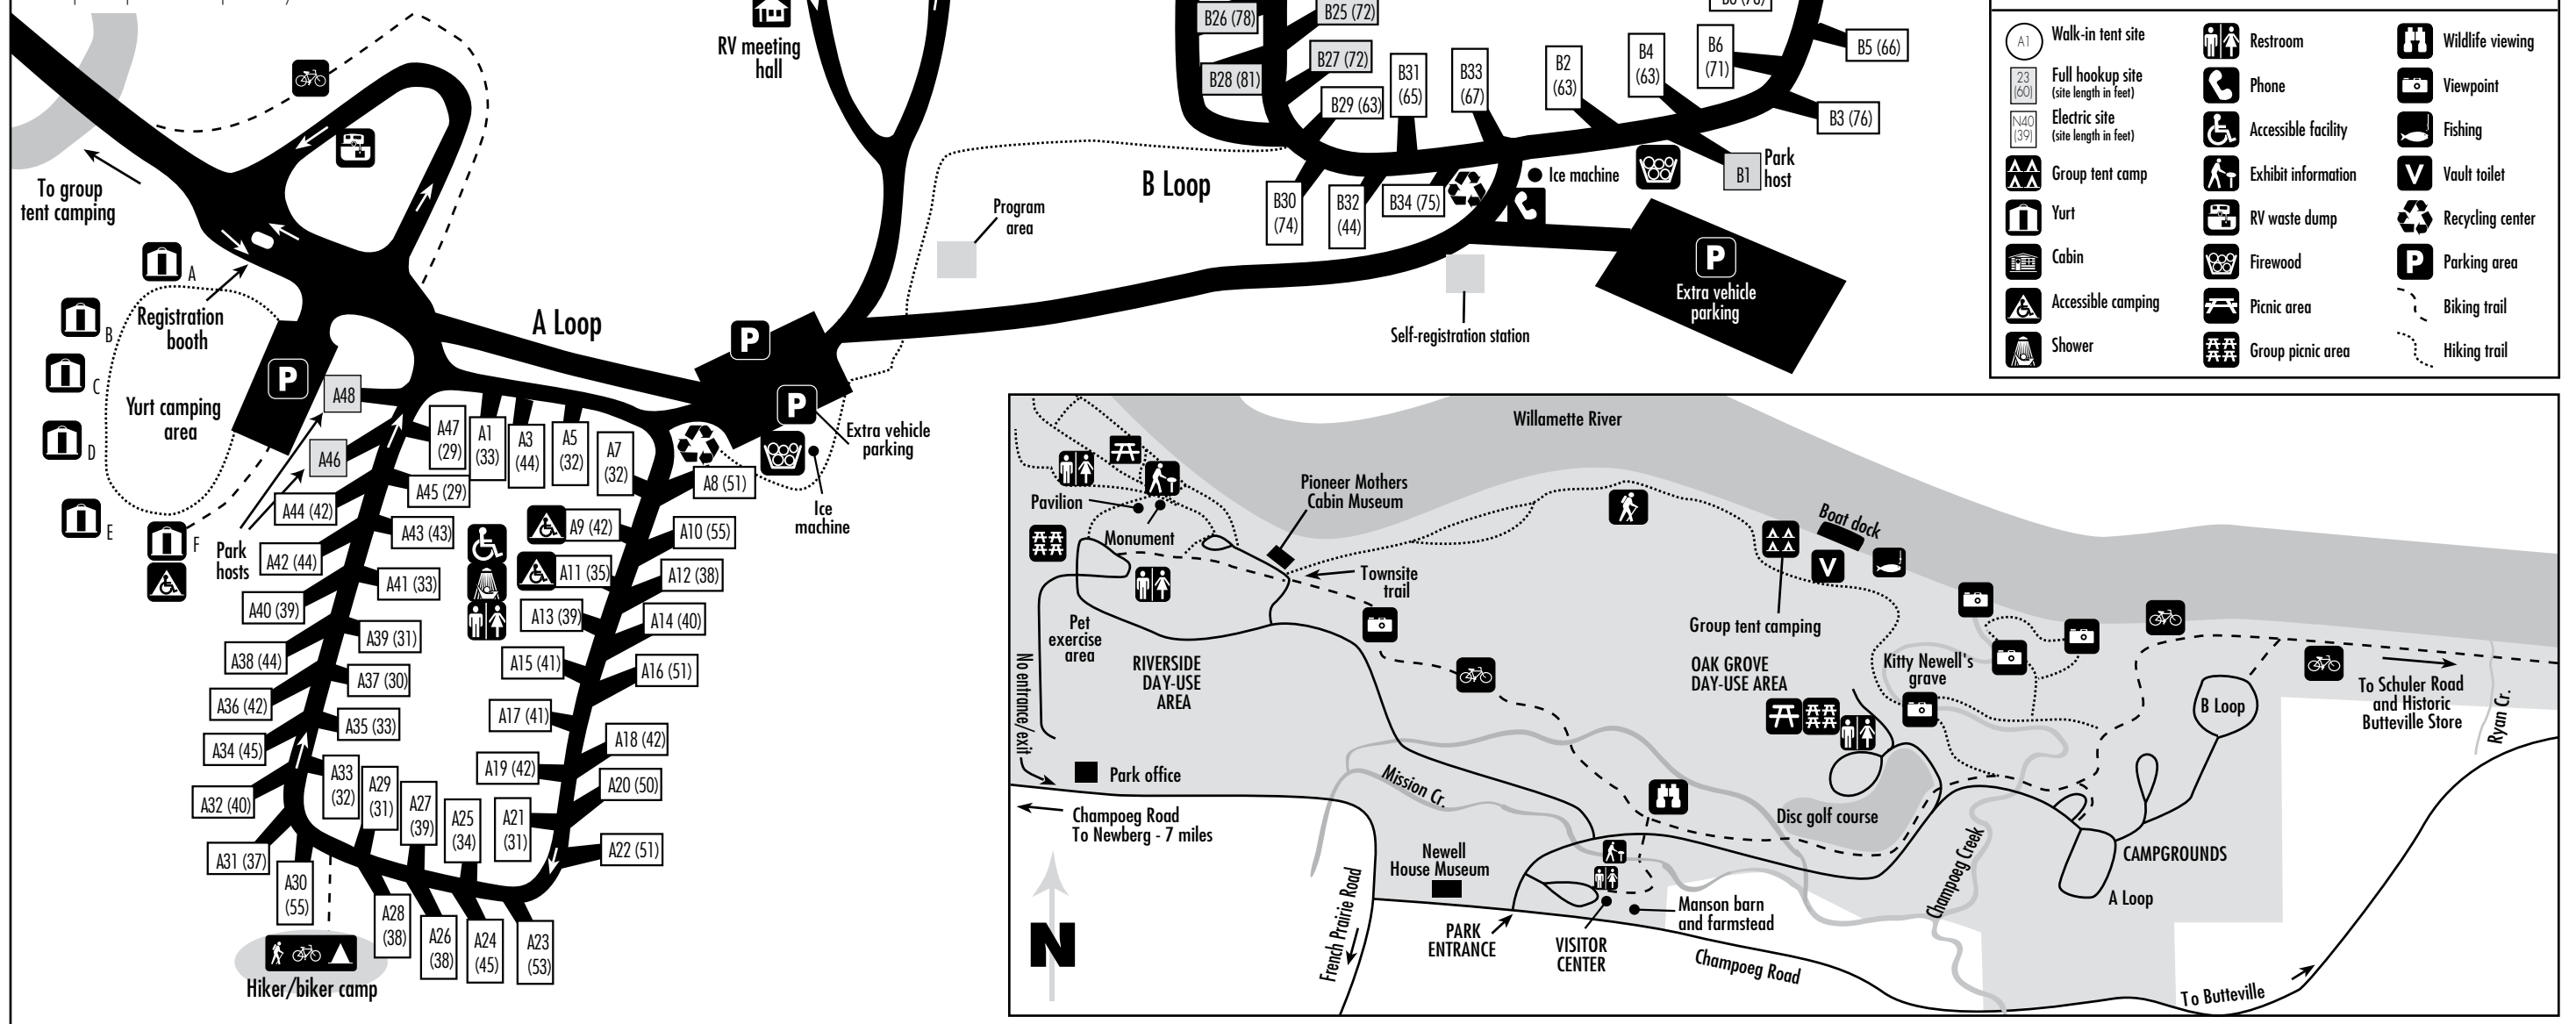 RV meeting
hall
B26 (78)
B25 (72)
B28 (81)
B27 (72)
B29 (63)
B31
(65)
B33
(67)
B2
(63)
B4
(63)
B6
(71)
B5 (66)
B3 (76)
B1
Park
host
Ice machine
B30
(74)
B32
(44)
B34 (75)
B Loop
Program
area
Self-registration station
P
Extra vehicle
parking
To group
tent camping
A
B
C
D
E
F
Registration
booth
Yurt camping
area
P
A Loop
P
P
Extra vehicle
parking
Ice
machine
Park
hosts
A48
A46
A47
(29)
A1
(33)
A3
(44)
A5
(32)
A7
(32)
A8 (51)
A45 (29)
A44 (42)
A43 (43)
A9 (42)
A10 (55)
A42 (44)
A41 (33)
A11 (35)
A12 (38)
A40 (39)
A39 (31)
A13 (39)
A14 (40)
A38 (44)
A37 (30)
A15 (41)
A16 (51)
A36 (42)
A35 (33)
A17 (41)
A18 (42)
A34 (45)
A33
(32)
A29
(31)
A27
(39)
A25
(34)
A21
(31)
A19 (42)
A20 (50)
A32 (40)
A31 (37)
A22 (51)
A30
(55)
A28
(38)
A26
(38)
A24
(45)
A23
(53)
Hiker/biker camp
A1
Walk-in tent site
23
(60)
Full hookup site
(site length in feet)
N40
(39)
Electric site
(site length in feet)
Group tent camp
Yurt
Cabin
Accessible camping
Shower
Restroom
Phone
Accessible facility
Exhibit information
RV waste dump
Firewood
Picnic area
Group picnic area
Wildlife viewing
Viewpoint
Fishing
V
Vault toilet
Recycling center
P
Parking area
Biking trail
Hiking trail
Willamette River
Pavilion
Monument
Pioneer Mothers
Cabin Museum
Townsite
trail
Pet
exercise
area
RIVERSIDE
DAY-USE
AREA
No entrance/exit
Park office
Champoeg Road
To Newberg - 7 miles
N
French Prairie Road
Mission Cr.
Newell
House Museum
PARK
ENTRANCE
VISITOR
CENTER
Manson barn
and farmstead
Champoeg Road
Boat dock
V
Group tent camping
OAK GROVE
DAY-USE AREA
Kitty Newell's
grave
Disc golf course
Champoeg Creek
B Loop
CAMPGROUNDS
A Loop
To Schuler Road
and Historic
Butteville Store
Ryan Cr.
To Butteville